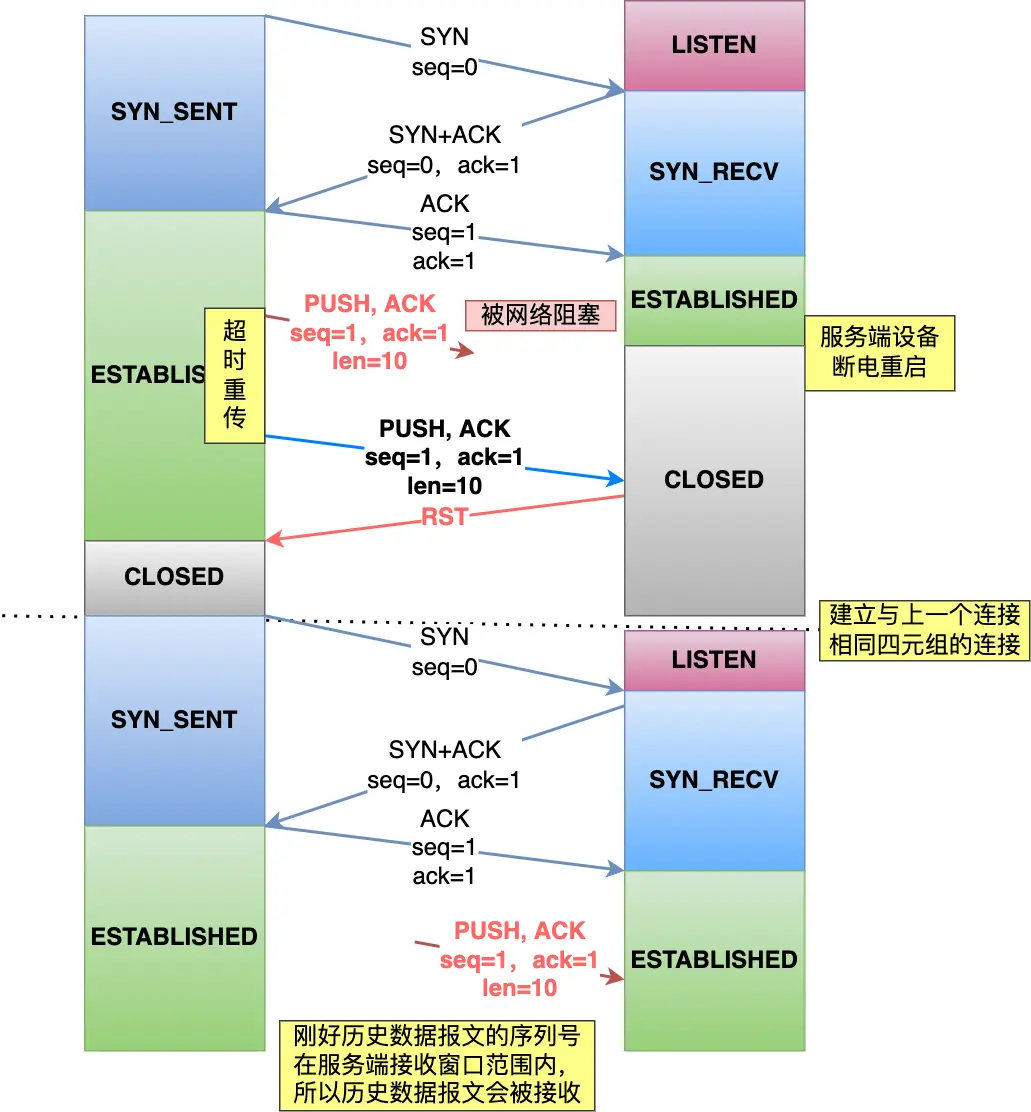 SYN
seq=0
LISTEN
SYN_SENT
SYN+ACK
seq=0，ack=1
SYN_RECV
ACK
seq=1
ack=1
ESTABLISHED
PUSH, ACK
seq=1，ack=1
len=10
被网络阻塞
服务端设备
断电重启
超
时
重
传
ESTABLIS
PUSH, ACK
seq=1，ack=1
len=10
CLOSED
RST
CLOSED
建立与上一个连接
相同四元组的连接
SYN
seq=0
LISTEN
SYN_SENT
SYN+ACK
seq=0，ack=1
SYN_RECV
ACK
seq=1
ack=1
ESTABLISHED
PUSH, ACK
seq=1，ack=1
len=10
ESTABLISHED
刚好历史数据报文的序列号
在服务端接收窗口范围内，
所以历史数据报文会被接收